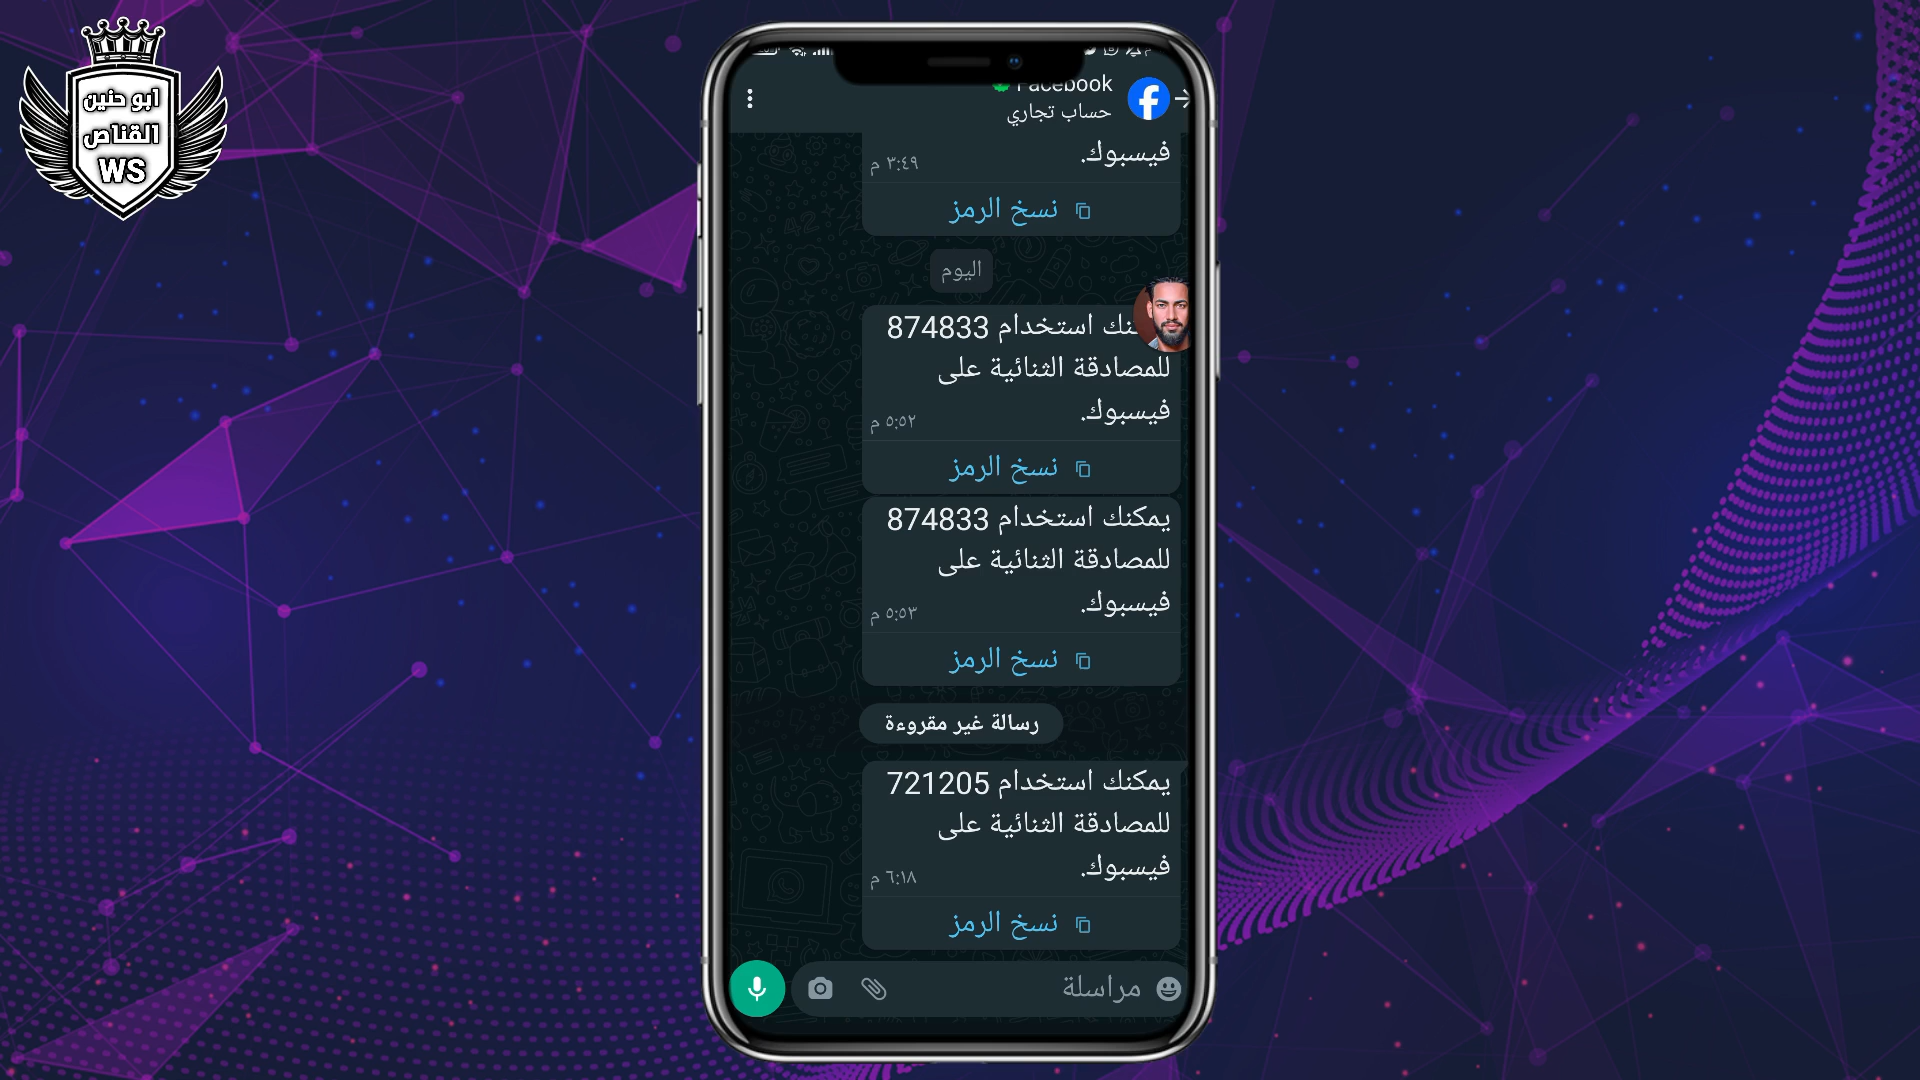 ابو حنين
القناص
WS
Facebook
حساب تجاري
فيسبوك.
٣:٤٩ م
نسخ الرمز
اليوم
استخدام 874833
للمصادقة الثنائية على
فيسبوك.
٥:٥٢ م
نسخ الرمز
يمكنك استخدام 874833
للمصادقة الثنائية على
فيسبوك.
٥:٥٣ م
نسخ الرمز
رسالة غير مقروءة
يمكنك استخدام 721205
للمصادقة الثنائية على
فيسبوك.
٦:١٨ م
نسخ الرمز
مراسلة